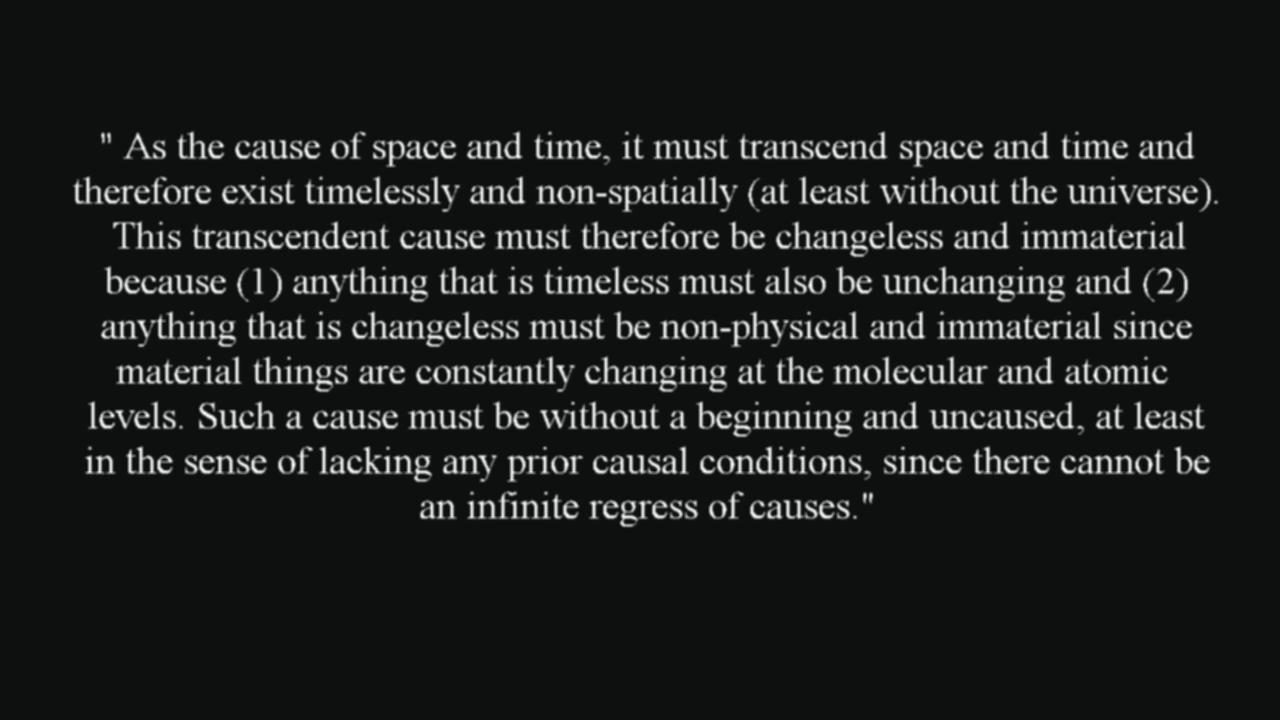 " As the cause of space and time, it must transcend space and time and
therefore exist timelessly and non-spatially (at least without the universe).
This transcendent cause must therefore be changeless and immaterial
because (1) anything that is timeless must also be unchanging and (2)
anything that is changeless must be non-physical and immaterial since
material things are constantly changing at the molecular and atomic
levels. Such a cause must be without a beginning and uncaused, at least
in the sense of lacking any prior causal conditions, since there cannot be
an infinite regress of causes."